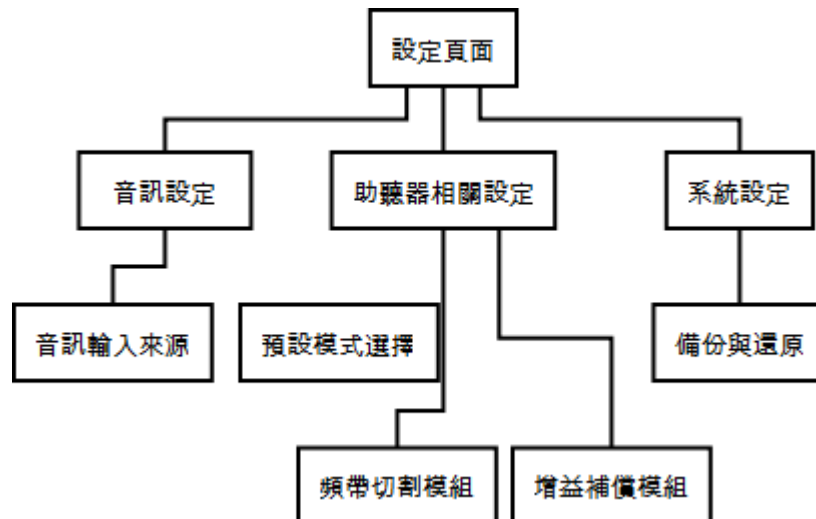 設定頁面
音訊設定
助聽器相關設定
系統設定
音訊輸入來源
預設模式選擇
備份與還原
頻帶切割模組
增益補償模組